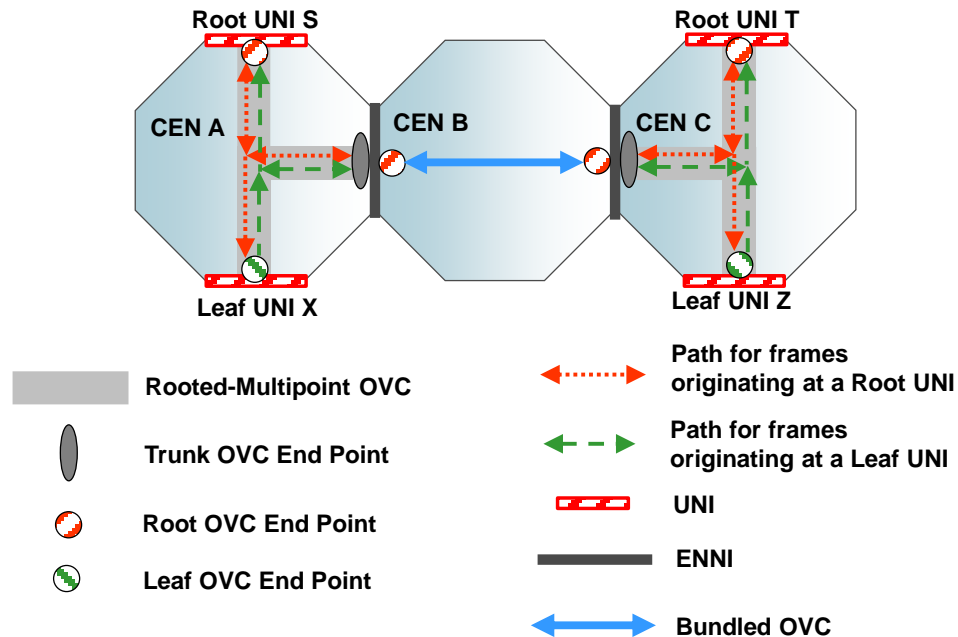 Root UNI S
Root UNI T
CEN A
CEN B
CEN C
Leaf UNI X
Leaf UNI Z
Rooted-Multipoint OVC
Trunk OVC End Point
Root OVC End Point
Leaf OVC End Point
Path for frames
originating at a Root UNI
Path for frames
originating at a Leaf UNI
UNI
ENNI
Bundled OVC